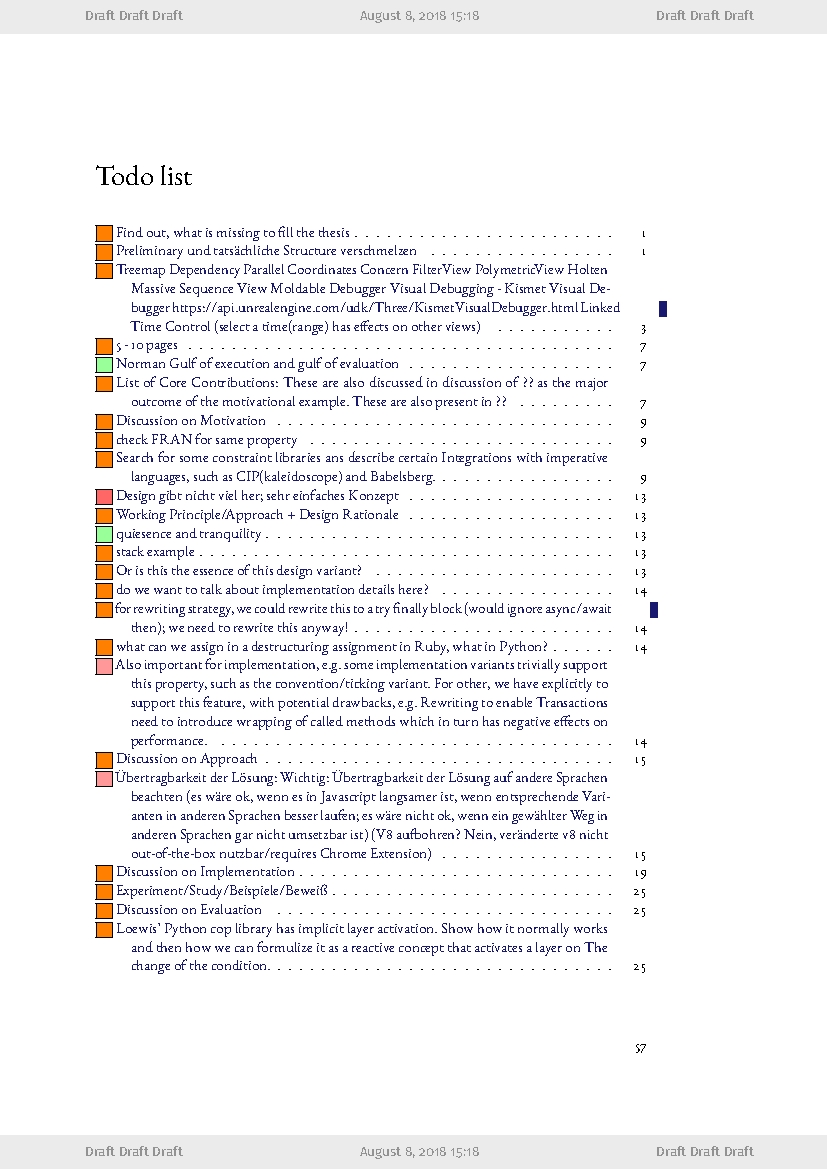 Draft Draft Draft August 8, 2018 15:18 Draft Draft Draft
Todo list
Find out, what is missing to fill the thesis . . . . . . . . . . . . . . . . . . . . . . . . 1
Preliminary und tatsächliche Structure verschmelzen . . . . . . . . . . . . . . . . . 1
Treemap Dependency Parallel Coordinates Concern FilterView PolymetricView Holten
Massive Sequence View Moldable Debugger Visual Debugging - Kismet Visual De-
bugger https://api.unrealengine.com/udk/Three/KismetVisualDebugger.html Linked
Time Control (select a time(range) has effects on other views) . . . . . . . . . . . 3
5 - 10 pages . . . . . . . . . . . . . . . . . . . . . . . . . . . . . . . . . . . . . . . 7
Norman Gulf of execution and gulf of evaluation . . . . . . . . . . . . . . . . . . . 7
List of Core Contributions: These are also discussed in discussion of ?? as the major
outcome of the motivational example. These are also present in ?? . . . . . . . . . 7
Discussion on Motivation . . . . . . . . . . . . . . . . . . . . . . . . . . . . . . . 9
check FRAN for same property . . . . . . . . . . . . . . . . . . . . . . . . . . . . 9
Search for some constraint libraries ans describe certain Integrations with imperative
languages, such as CIP(kaleidoscope) and Babelsberg. . . . . . . . . . . . . . . . . 9
Design gibt nicht viel her; sehr einfaches Konzept . . . . . . . . . . . . . . . . . . . 13
Working Principle/Approach + Design Rationale . . . . . . . . . . . . . . . . . . . 13
quiesence and tranquility . . . . . . . . . . . . . . . . . . . . . . . . . . . . . . . . 13
stack example . . . . . . . . . . . . . . . . . . . . . . . . . . . . . . . . . . . . . . 13
Or is this the essence of this design variant? . . . . . . . . . . . . . . . . . . . . . . 13
do we want to talk about implementation details here? . . . . . . . . . . . . . . . . 14
for rewriting strategy, we could rewrite this to a try finally block (would ignore async/await
then); we need to rewrite this anyway! . . . . . . . . . . . . . . . . . . . . . . . . 14
what can we assign in a destructuring assignment in Ruby, what in Python? . . . . . . 14
Also important for implementation, e.g. some implementation variants trivially support
this property, such as the convention/ticking variant. For other, we have explicitly to
support this feature, with potential drawbacks, e.g. Rewriting to enable Transactions
need to introduce wrapping of called methods which in turn has negative effects on
performance. . . . . . . . . . . . . . . . . . . . . . . . . . . . . . . . . . . . . 14
Discussion on Approach . . . . . . . . . . . . . . . . . . . . . . . . . . . . . . . . 15
Übertragbarkeit der Lösung: Wichtig: Übertragbarkeit der Lösung auf andere Sprachen
beachten (es wäre ok, wenn es in Javascript langsamer ist, wenn entsprechende Vari-
anten in anderen Sprachen besser laufen; es wäre nicht ok, wenn ein gewählter Weg in
anderen Sprachen gar nicht umsetzbar ist) (V8 aufbohren? Nein, veränderte v8 nicht
out-of-the-box nutzbar/requires Chrome Extension) . . . . . . . . . . . . . . . . 15
Discussion on Implementation . . . . . . . . . . . . . . . . . . . . . . . . . . . . . 19
Experiment/Study/Beispiele/Beweiß . . . . . . . . . . . . . . . . . . . . . . . . . . 25
Discussion on Evaluation . . . . . . . . . . . . . . . . . . . . . . . . . . . . . . . 25
Loewis' Python cop library has implicit layer activation. Show how it normally works
and then how we can formulize it as a reactive concept that activates a layer on The
change of the condition. . . . . . . . . . . . . . . . . . . . . . . . . . . . . . . . 25
57
Draft Draft Draft August 8, 2018 15:18 Draft Draft Draft